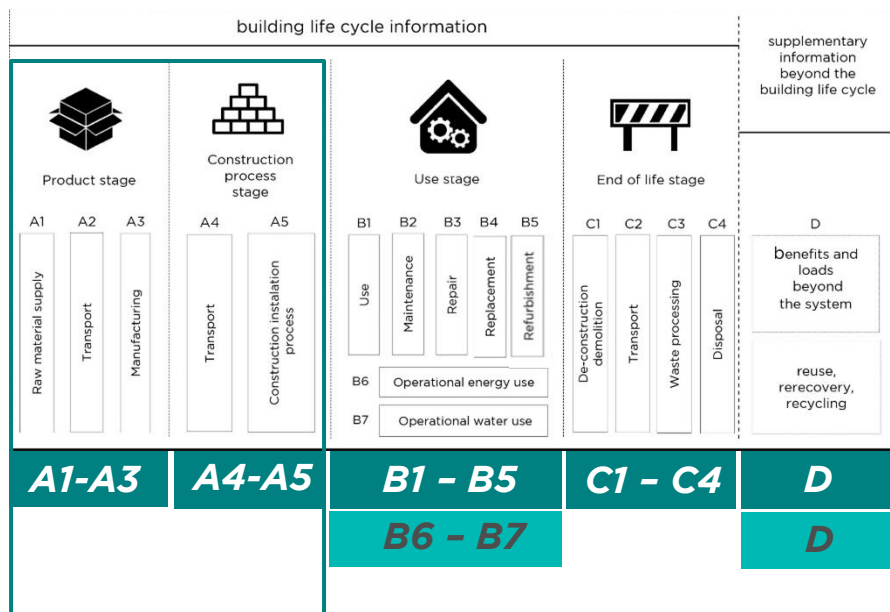 building life cycle information
supplementary
information
beyond the
building life cycle
Product stage
Construction
process
stage
Use stage
End of life stage
A1
A2
A3
A4
A5
B1
B2
B3
B4
B5
C1
C2
C3
C4
D
Raw material supply
Transport
Manufacturing
Transport
Construction instalation
process
Use
Maintenance
Repair
Replacement
Refurbishment
B6
Operational energy use
B7
Operational water use
De-construction
demolition
Transport
Waste processing
Disposal
benefits and
loads
beyond
the system
reuse,
rerecovery,
recycling
A1-A3
A4-A5
B1 – B5
C1 – C4
D
B6 – B7
D